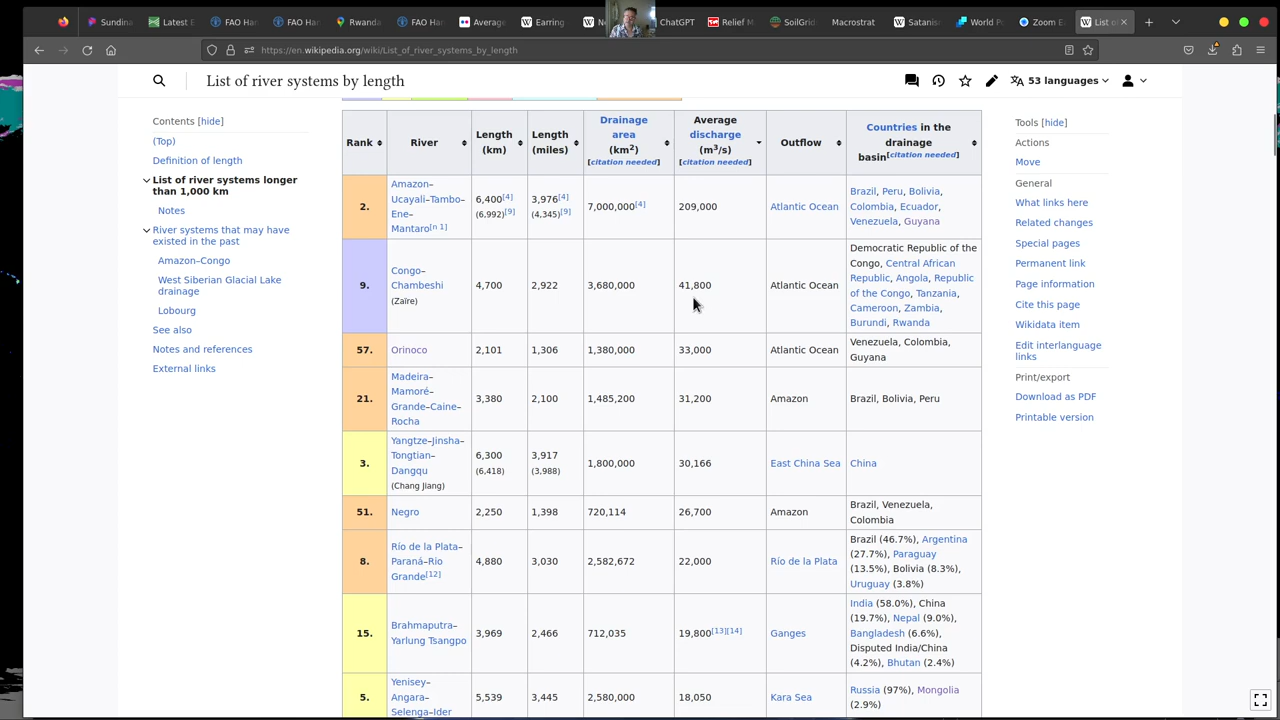 Sundina
Latest E
FAO Han
FAO Han
Rwanda
FAO Han
Average
Earring
ChatGPT
Relief M
SoilGrid
Macrostrat
Satanis
World Po
Zoom Ea
List of
https://en.wikipedia.org/wiki/List_of_river_systems_by_length
List of river systems by length
53 languages
Contents [hide]
(Top)
Definition of length
List of river systems longer
than 1,000 km
Notes
River systems that may have
existed in the past
Amazon–Congo
West Siberian Glacial Lake
drainage
Lobourg
See also
Notes and references
External links
Rank
River
Length
(km)
Length
(miles)
Drainage
area
(km2)
[citation needed]
Average
discharge
(m3/s)
[citation needed]
Outflow
Countries in the
drainage
basin[citation needed]
2.
Amazon–
Ucayali–Tambo–
Ene–
Mantaro[n 1]
6,400[4]
(6,992)[9]
3,976[4]
(4,345)[9]
7,000,000[4]
209,000
Atlantic Ocean
Brazil, Peru, Bolivia,
Colombia, Ecuador,
Venezuela, Guyana
9.
Congo–
Chambeshi
(Zaïre)
4,700
2,922
3,680,000
41,800
Atlantic Ocean
Democratic Republic of the
Congo, Central African
Republic, Angola, Republic
of the Congo, Tanzania,
Cameroon, Zambia,
Burundi, Rwanda
57.
Orinoco
2,101
1,306
1,380,000
33,000
Atlantic Ocean
Venezuela, Colombia,
Guyana
21.
Madeira–
Mamoré–
Grande–Caine–
Rocha
3,380
2,100
1,485,200
31,200
Amazon
Brazil, Bolivia, Peru
3.
Yangtze–Jinsha–
Tongtian–
Dangqu
(Chang Jiang)
6,300
(6,418)
3,917
(3,988)
1,800,000
30,166
East China Sea
China
51.
Negro
2,250
1,398
720,114
26,700
Amazon
Brazil, Venezuela,
Colombia
8.
Río de la Plata–
Paraná–Rio
Grande[12]
4,880
3,030
2,582,672
22,000
Río de la Plata
Brazil (46.7%), Argentina
(27.7%), Paraguay
(13.5%), Bolivia (8.3%),
Uruguay (3.8%)
15.
Brahmaputra–
Yarlung Tsangpo
3,969
2,466
712,035
19,800[13][14]
Ganges
India (58.0%), China
(19.7%), Nepal (9.0%),
Bangladesh (6.6%),
Disputed India/China
(4.2%), Bhutan (2.4%)
5.
Yenisey–
Angara–
Selenga–Ider
5,539
3,445
2,580,000
18,050
Kara Sea
Russia (97%), Mongolia
(2.9%)
Tools [hide]
Actions
Move
General
What links here
Related changes
Special pages
Permanent link
Page information
Cite this page
Wikidata item
Edit interlanguage
links
Print/export
Download as PDF
Printable version